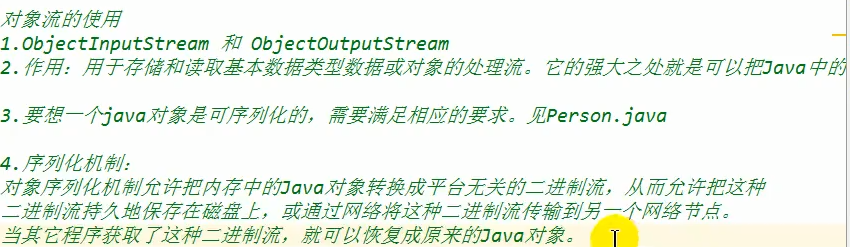 对象流的使用
1.ObjectInputStream 和 ObjectOutputStream
2.作用：用于存储和读取基本数据类型数据或对象的处理流。它的强大之处就是可以把Java中的
3.要想一个java对象是可序列化的，需要满足相应的要求。见Person.java
4.序列化机制：
对象序列化机制允许把内存中的Java对象转换成平台无关的二进制流，从而允许把这种
二进制流持久地保存在磁盘上，或通过网络将这种二进制流传输到另一个网络节点。
当其它程序获取了这种二进制流，就可以恢复成原来的Java对象。